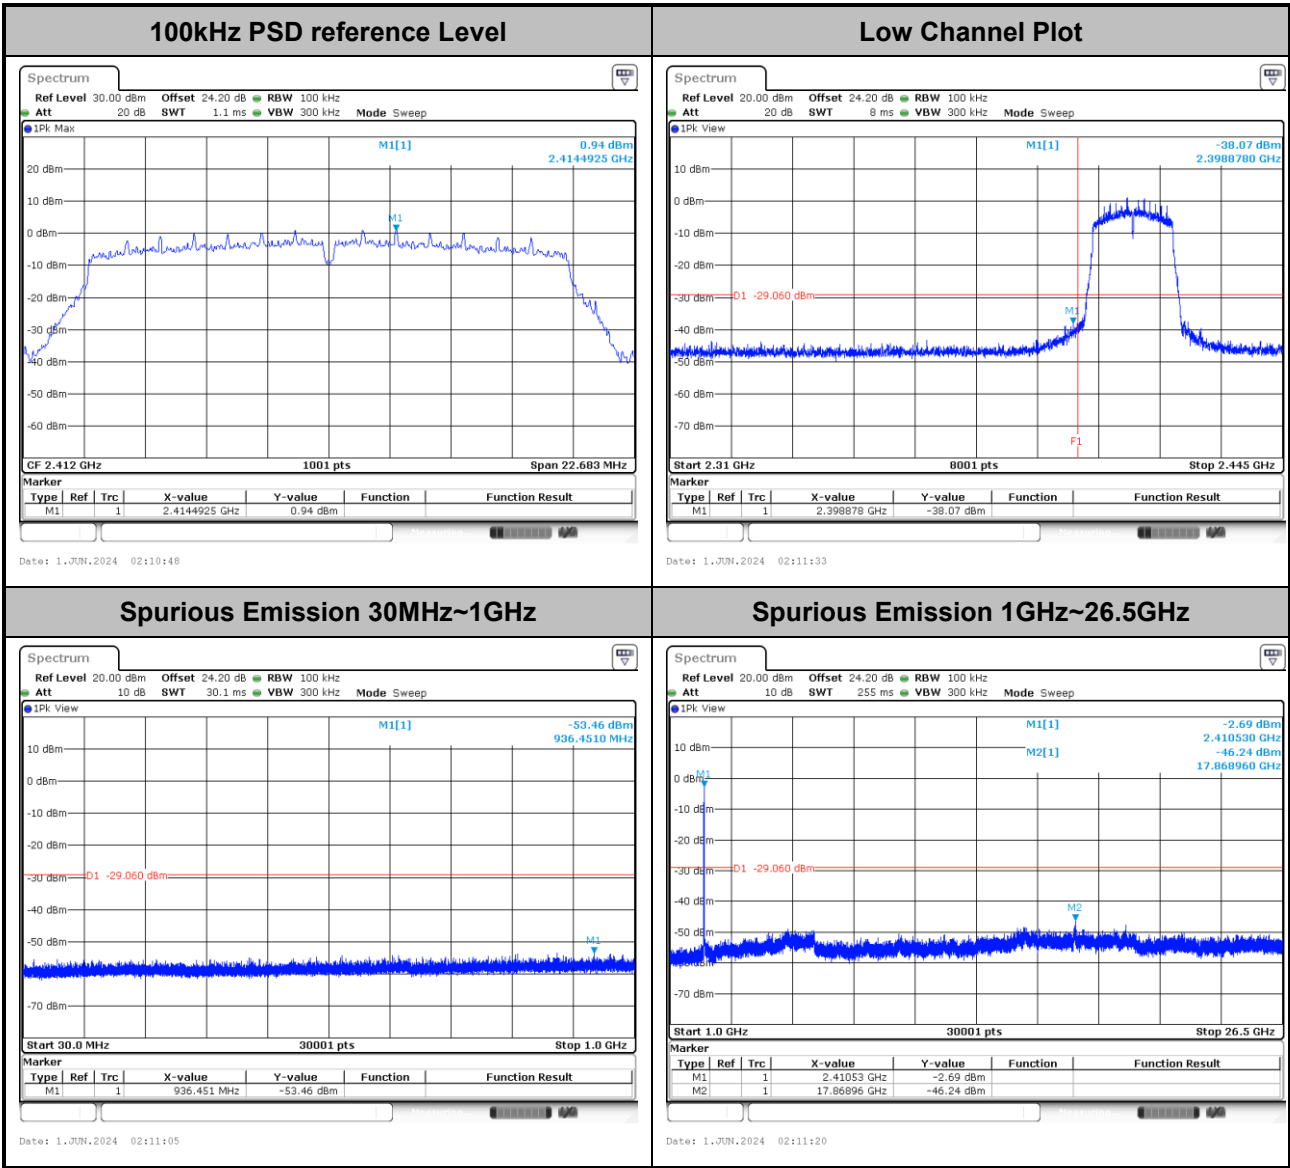 100kHz PSD reference Level
Spectrum
Ref Level 30.00 dBm Offset 24.20 dB RBW 100 kHz
Att 20 dB SWT 1.1 ms VBW 300 kHz Mode Sweep
1Pk Max
M1[1] 0.94 dBm
2.4144925 GHz
20 dBm
10 dBm
M1
0 dBm
-10 dBm
-20 dBm
-30 dBm
-40 dBm
-50 dBm
-60 dBm
CF 2.412 GHz 1001 pts Span 22.683 MHz
Marker
Type Ref Trc X-value Y-value Function Function Result
M1 1 2.4144925 GHz 0.94 dBm
Date: 1.JUN.2024 02:10:48
Low Channel Plot
Spectrum
Ref Level 20.00 dBm Offset 24.20 dB RBW 100 kHz
Att 20 dB SWT 8 ms VBW 300 kHz Mode Sweep
1Pk View
M1[1] -38.07 dBm
2.3988780 GHz
10 dBm
0 dBm
-10 dBm
-20 dBm
-30 dBm D1 -29.060 dBm
M1
-40 dBm
-50 dBm
-60 dBm
-70 dBm
F1
Start 2.31 GHz 8001 pts Stop 2.445 GHz
Marker
Type Ref Trc X-value Y-value Function Function Result
M1 1 2.398878 GHz -38.07 dBm
Date: 1.JUN.2024 02:11:33
Spurious Emission 30MHz~1GHz
Spectrum
Ref Level 20.00 dBm Offset 24.20 dB RBW 100 kHz
Att 10 dB SWT 30.1 ms VBW 300 kHz Mode Sweep
1Pk View
M1[1] -53.46 dBm
936.4510 MHz
10 dBm
0 dBm
-10 dBm
-20 dBm
-30 dBm D1 -29.060 dBm
-40 dBm
-50 dBm
M1
-70 dBm
Start 30.0 MHz 30001 pts Stop 1.0 GHz
Marker
Type Ref Trc X-value Y-value Function Function Result
M1 1 936.451 MHz -53.46 dBm
Date: 1.JUN.2024 02:11:05
Spurious Emission 1GHz~26.5GHz
Spectrum
Ref Level 20.00 dBm Offset 24.20 dB RBW 100 kHz
Att 10 dB SWT 255 ms VBW 300 kHz Mode Sweep
1Pk View
M1[1] -2.69 dBm
2.410530 GHz
M2[1] -46.24 dBm
17.868960 GHz
10 dBm
M1
0 dBm
-10 dBm
-20 dBm
-30 dBm D1 -29.060 dBm
-40 dBm
M2
-50 dBm
-70 dBm
Start 1.0 GHz 30001 pts Stop 26.5 GHz
Marker
Type Ref Trc X-value Y-value Function Function Result
M1 1 2.41053 GHz -2.69 dBm
M2 1 17.86896 GHz -46.24 dBm
Date: 1.JUN.2024 02:11:20